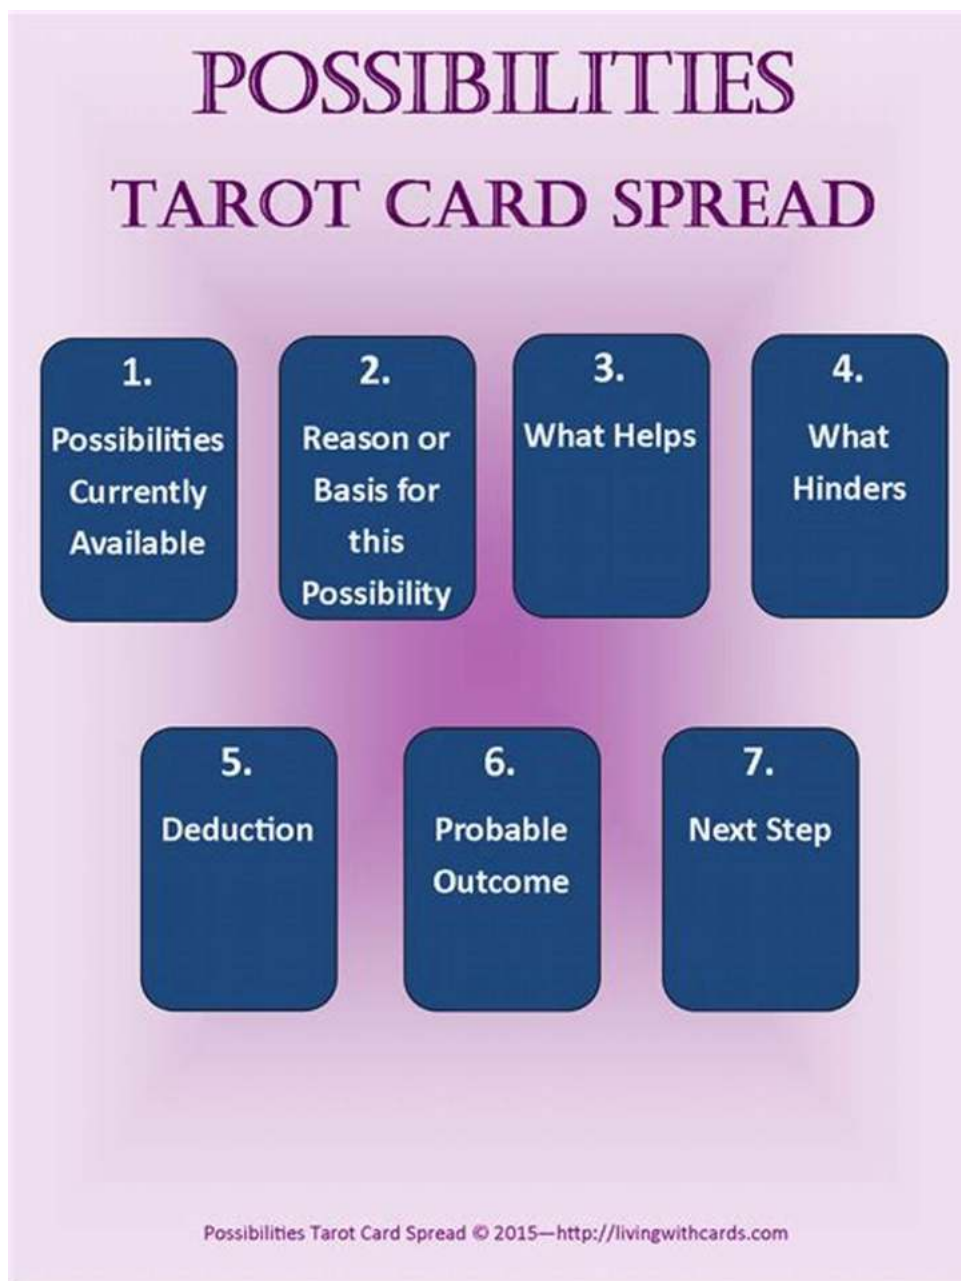 POSSIBILITIES
TAROT CARD SPREAD
1.
Possibilities
Currently
Available
2.
Reason or
Basis for
this
Possibility
3.
What Helps
4.
What
Hinders
5.
Deduction
6.
Probable
Outcome
7.
Next Step
Possibilities Tarot Card Spread © 2015—http://livingwithcards.com